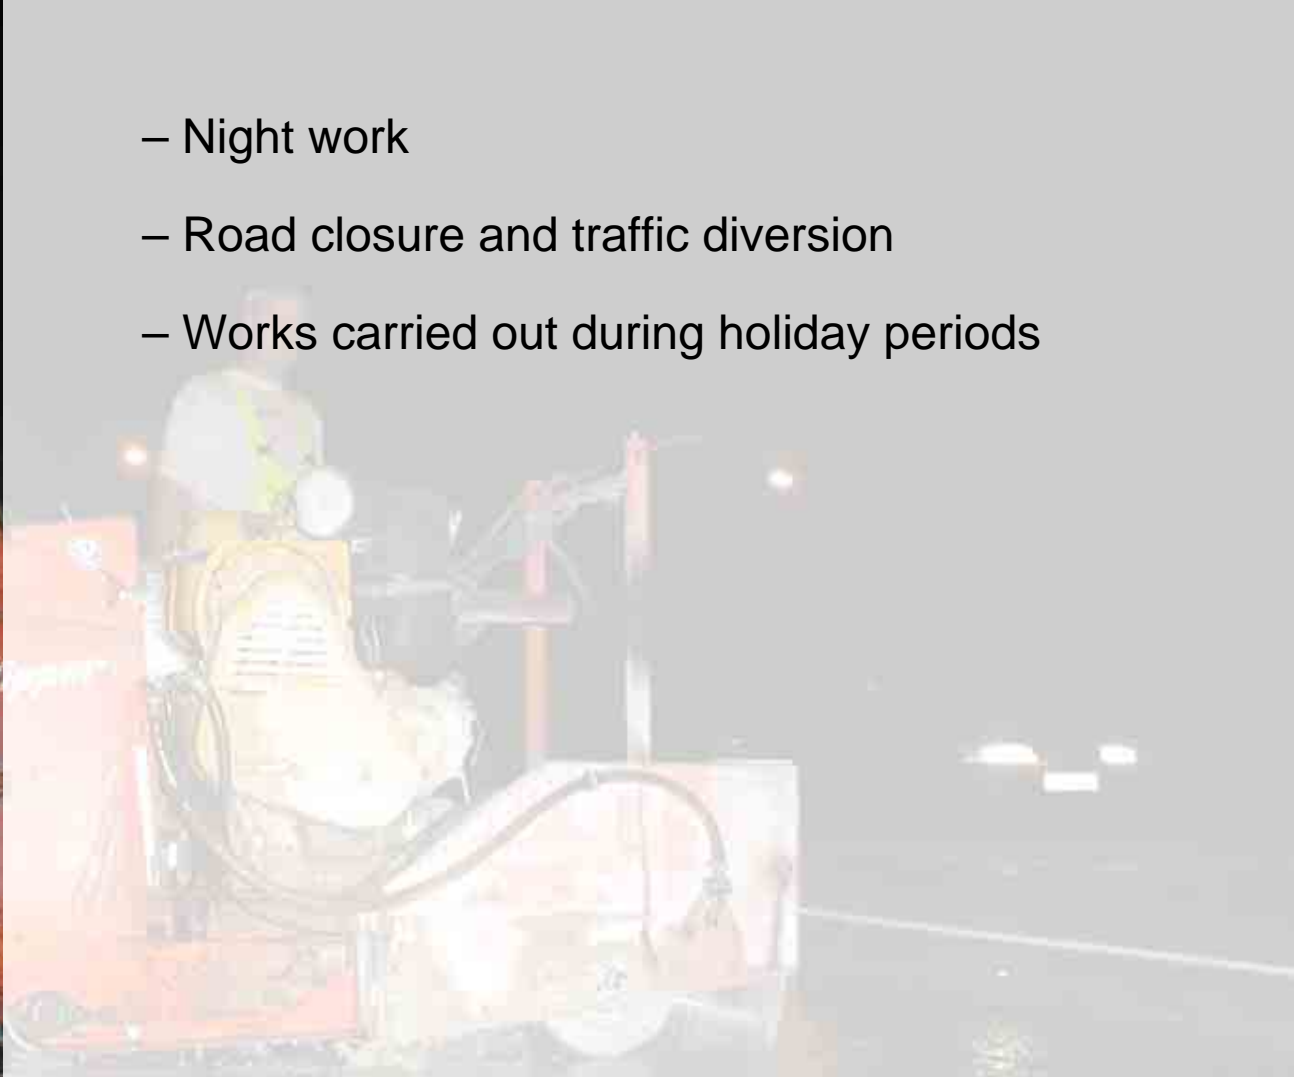 – Night work
– Road closure and traffic diversion
– Works carried out during holiday periods